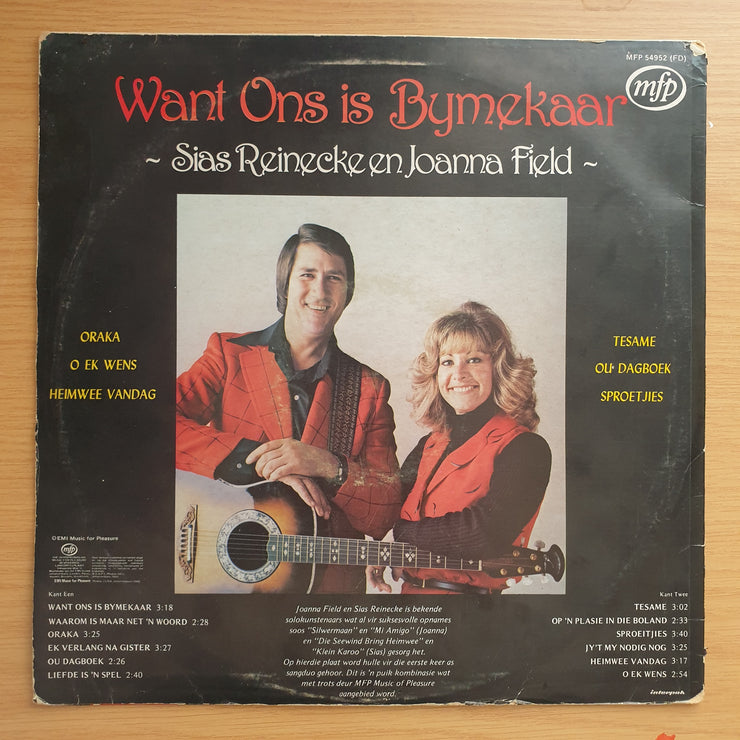 MFP 54952 (FD)
mfp
Want Ons is Bymekaar
~ Sias Reinecke en Joanna Field ~
ORAKA
O EK WENS
HEIMWEE VANDAG
TESAME
OU' DAGBOEK
SPROETJIES
© EMI Music for Pleasure
mfp
EMI Music for Pleasure
Kant Een
WANT ONS IS BYMEKAAR 3:18
WAAROM IS MAAR NET 'N WOORD 2:28
ORAKA 3:25
EK VERLANG NA GISTER 3:27
OU DAGBOEK 2:26
LIEFDE IS 'N SPEL 2:40
Joanna Field en Sias Reinecke is bekende
solokunstenaars wat al vir suksesvolle opnames
soos "Silwermaan" en "Mi Amigo" (Joanna)
en "Die Seewind Bring Heimwee" en
"Klein Karoo" (Sias) gesorg het.
Op hierdie plaat word hulle vir die eerste keer as
sangduo gehoor. Dit is 'n puik kombinasie wat
met trots deur MFP Music of Pleasure
aangebied word.
Kant Twee
TESAME 3:02
OP 'N PLASIE IN DIE BOLAND 2:33
SPROEITJIES 3:40
JY'T MY NODIG NOG 3:25
HEIMWEE VANDAG 3:17
O EK WENS 2:54
interpak